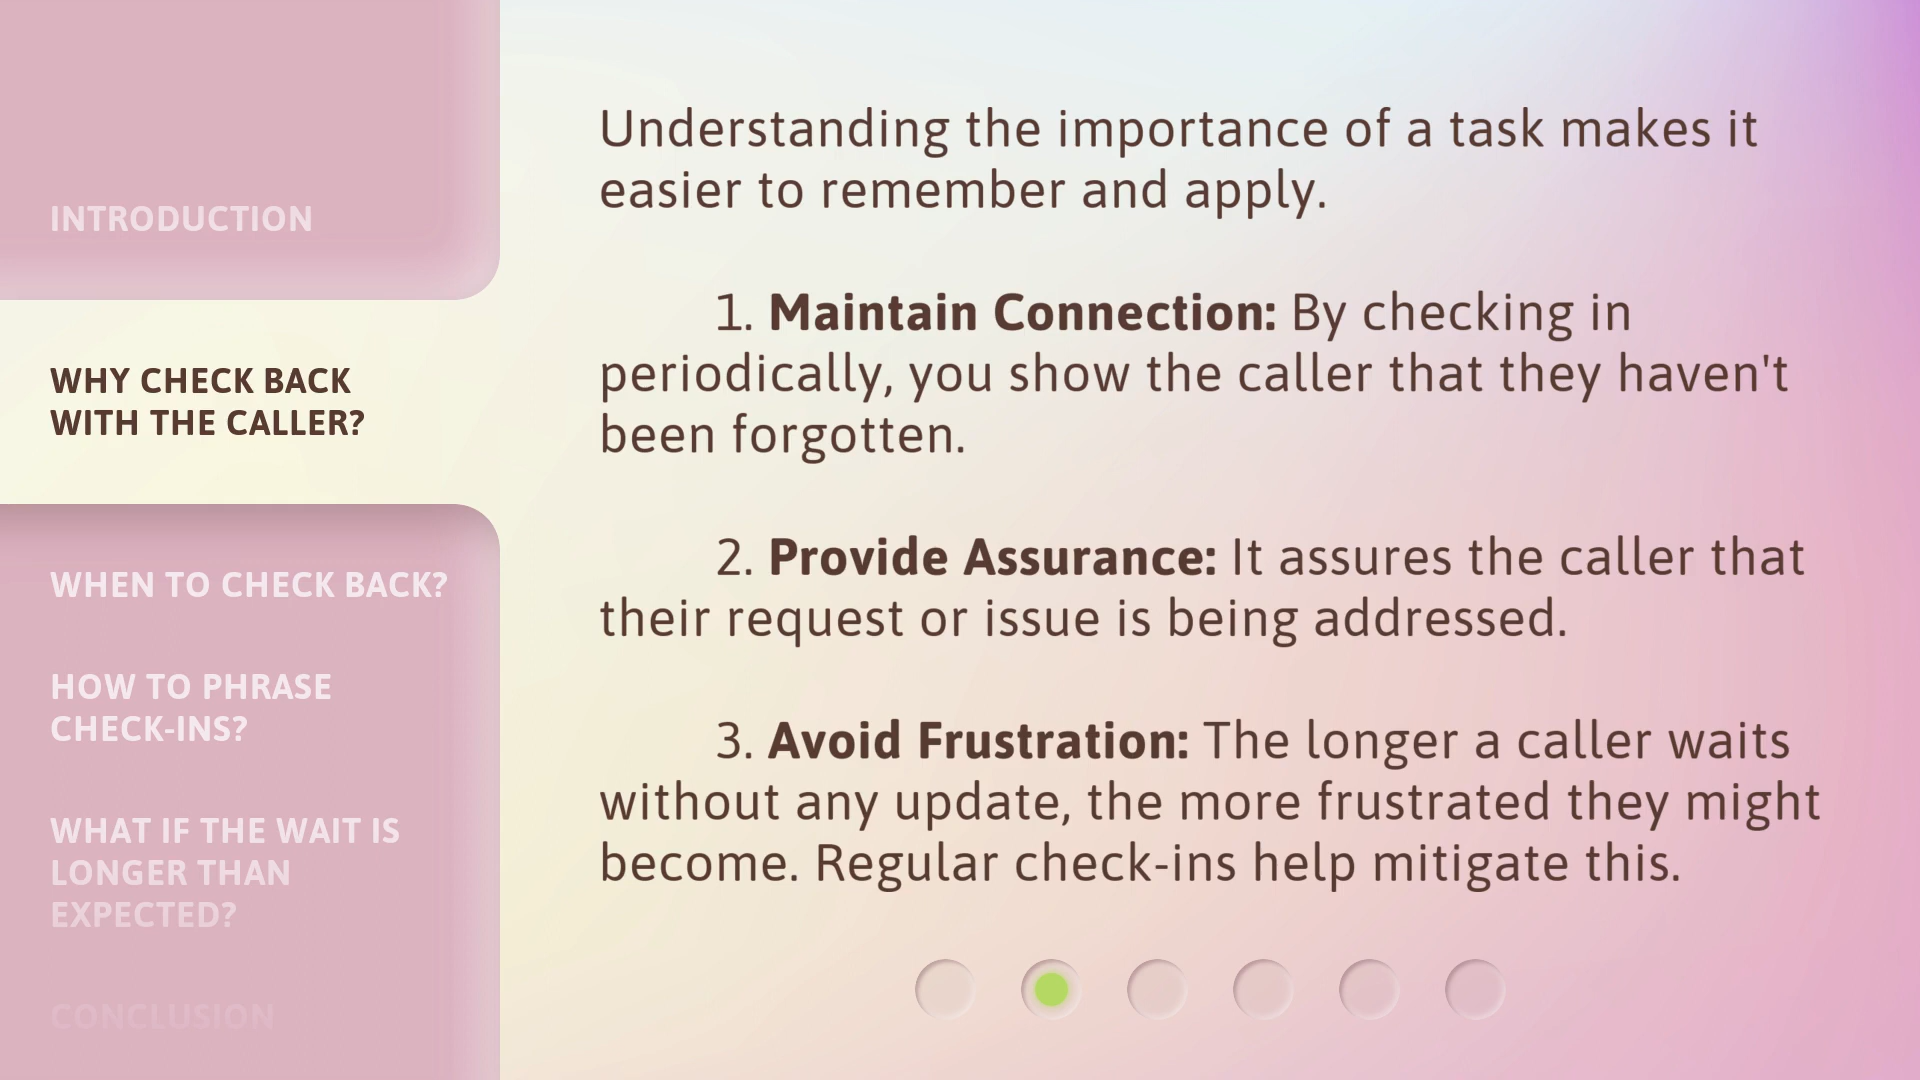 INTRODUCTION
WHY CHECK BACK
WITH THE CALLER?
WHEN TO CHECK BACK?
HOW TO PHRASE
CHECK-INS?
WHAT IF THE WAIT IS
LONGER THAN
EXPECTED?
CONCLUSION
Understanding the importance of a task makes it
easier to remember and apply.
1. Maintain Connection: By checking in
periodically, you show the caller that they haven't
been forgotten.
2. Provide Assurance: It assures the caller that
their request or issue is being addressed.
3. Avoid Frustration: The longer a caller waits
without any update, the more frustrated they might
become. Regular check-ins help mitigate this.